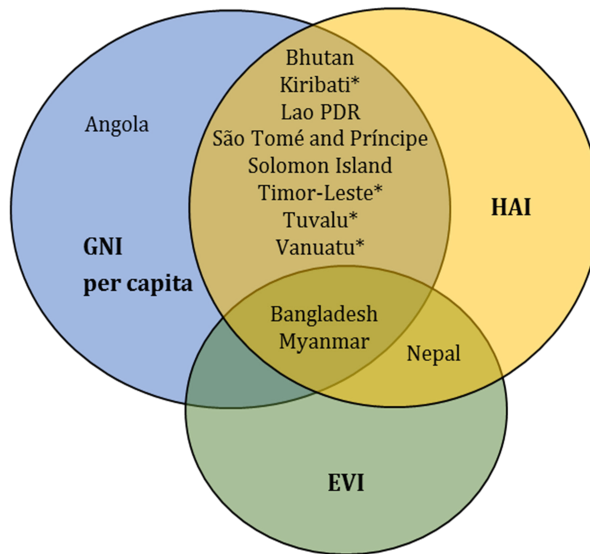 Bhutan
Kiribati*
Lao PDR
Angola
São Tomé and Príncipe
Solomon Island
Timor-Leste*
HAI
Tuvalu*
GNI
Vanuatu*
per capita
Bangladesh
Myanmar
Nepal
EVI